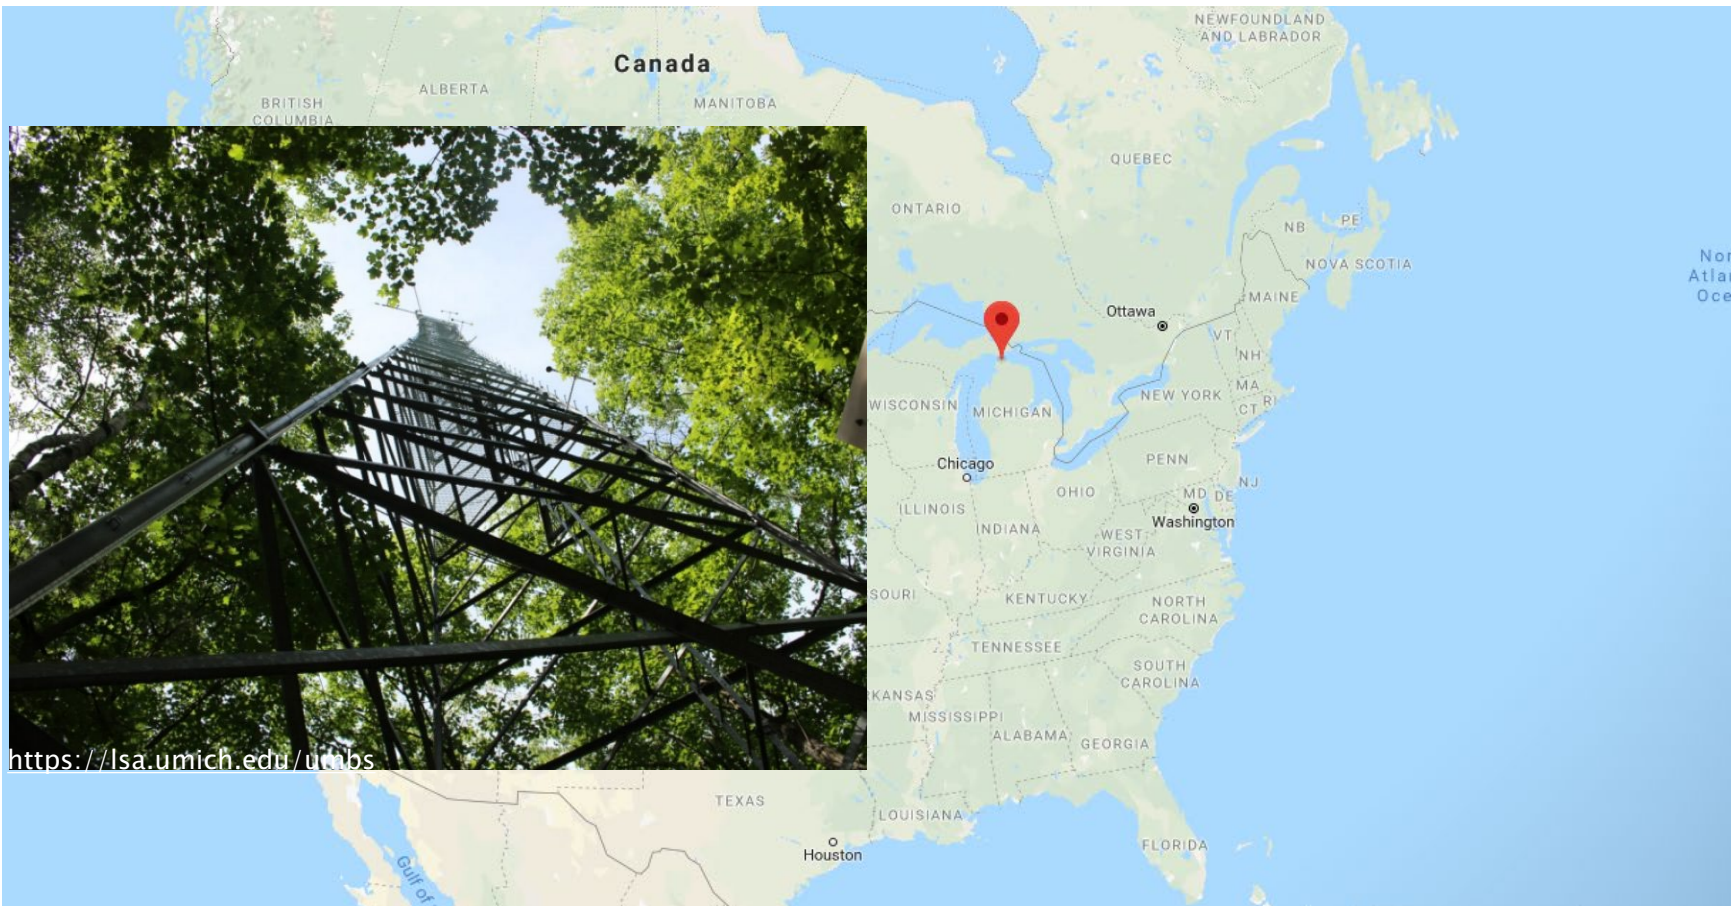 NEWFOUNDLAND
AND LABRADOR
Canada
ALBERTA
MANITOBA
BRITISH
COLUMBIA
QUEBEC
ONTARIO
NB
PE
NOVA SCOTIA
Nor
Atlan
Oce
MAINE
Ottawa
VT
NH
MA
NEW YORK
CT
RI
WISCONSIN
MICHIGAN
Chicago
PENN
NJ
OHIO
MD
DE
ILLINOIS
Washington
INDIANA
WEST
VIRGINIA
SOURI
KENTUCKY
NORTH
CAROLINA
TENNESSEE
SOUTH
CAROLINA
RKANSAS
MISSISSIPPI
ALABAMA
GEORGIA
https://lsa.umich.edu/umbs
TEXAS
LOUISIANA
Houston
FLORIDA
Gulf of